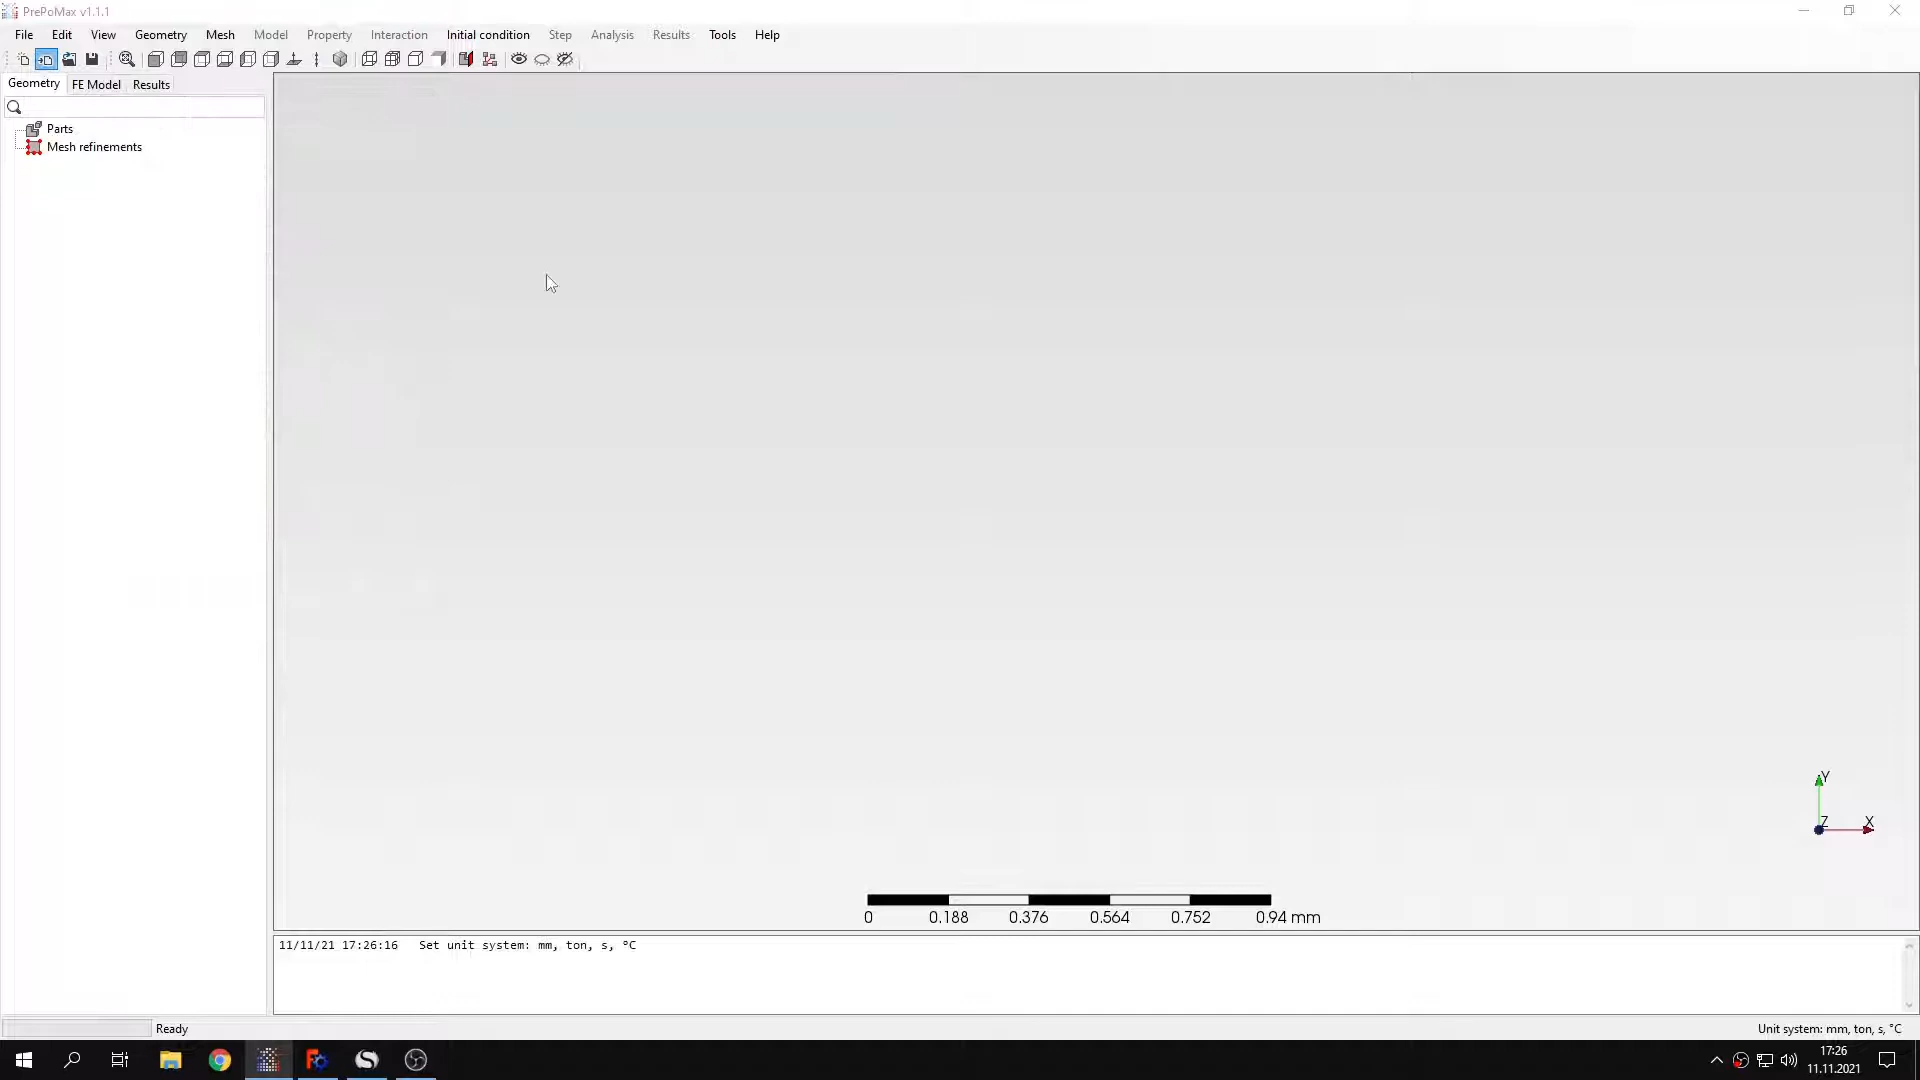 PrePoMax v1.1.1
File Edit View Geometry Mesh Model Property Interaction Initial condition Step Analysis Results Tools Help
Geometry FE Model Results
Parts
Mesh refinements
Y
Z X
0 0.188 0.376 0.564 0.752 0.94 mm
11/11/21 17:26:16 Set unit system: mm, ton, s, °C
Ready Unit system: mm, ton, s, °C
17:26
11.11.2021